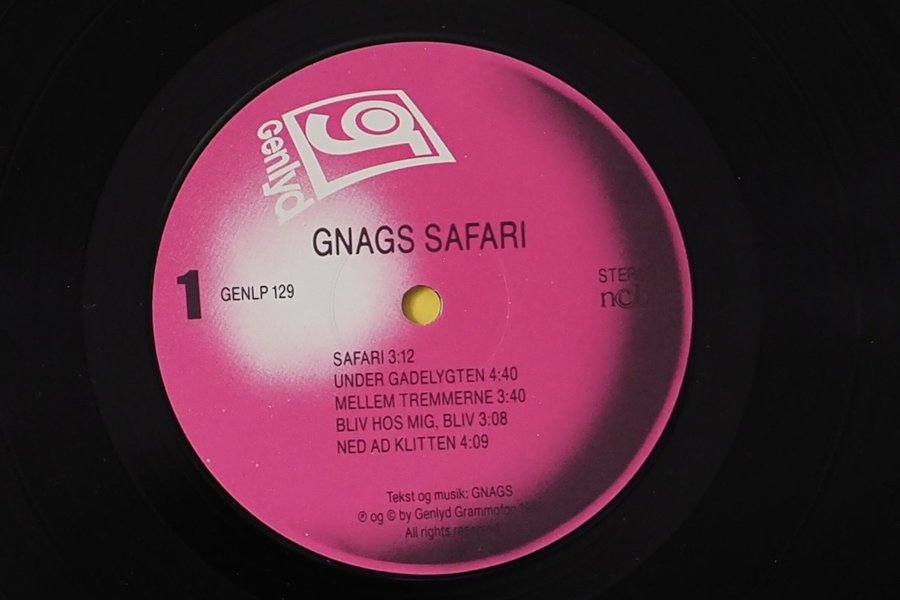 Genlyd
g
GNAGS SAFARI
1
GENLP 129
STEREO
ncb
SAFARI 3:12
UNDER GADELYGTEN 4:40
MELLEM TREMMERNE 3:40
BLIV HOS MIG, BLIV 3:08
NED AD KLITTEN 4:09
Tekst og musik: GNAGS
℗ og © by Genlyd Grammofon
All rights reserved